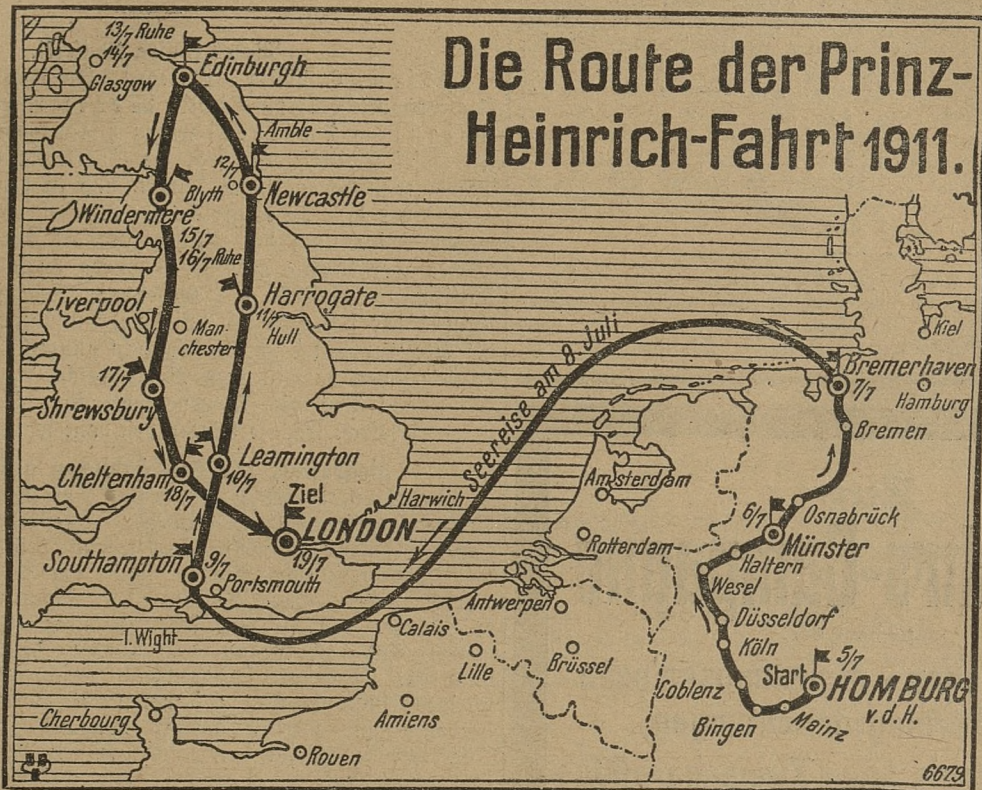 Die Route der Prinz-
Heinrich-Fahrt 1911.
13/7 Ruhe
14/7
Glasgow
Edinburgh
Amble
12/7
Newcastle
Blyth
Windermere
15/7
16/7 Ruhe
Harrogate
11/7
Hull
Liverpool
Man-
chester
17/7
Shrewsbury
Leamington
10/7
Cheltenham
18/7
Ziel
LONDON
19/7
Harwich
Southampton
9/7
Portsmouth
I. Wight
Seereise am 8. Juli
Kiel
Bremerhaven
7/7
Hamburg
Bremen
Amsterdam
Rotterdam
Osnabrück
6/7
Münster
Haltern
Wesel
Antwerpen
Düsseldorf
Köln
Calais
Lille
Brüssel
Start
5/7
HOMBURG
v.d.H.
Coblenz
Bingen
Mainz
Cherbourg
Amiens
Rouen
6679